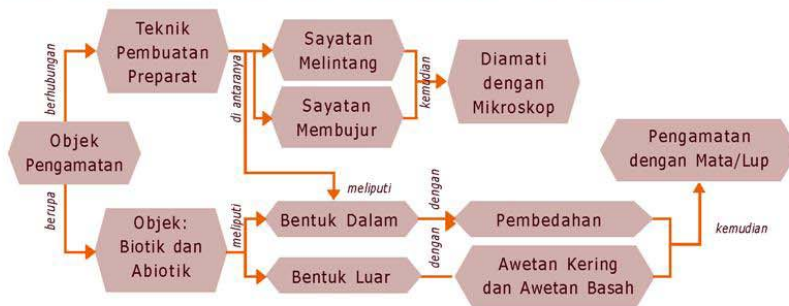 Teknik
Pembuatan
Preparat
Sayatan
Melintang
Sayatan
Membujur
Diamati
dengan
Mikroskop
berhubungan
di antaranya
kemudian
Objek
Pengamatan
Pengamatan
dengan Mata/Lup
berupa
Objek:
Biotik dan
Abiotik
meliputi
meliputi
Bentuk Dalam
dengan
Pembedahan
kemudian
Bentuk Luar
dengan
Awetan Kering
dan Awetan Basah